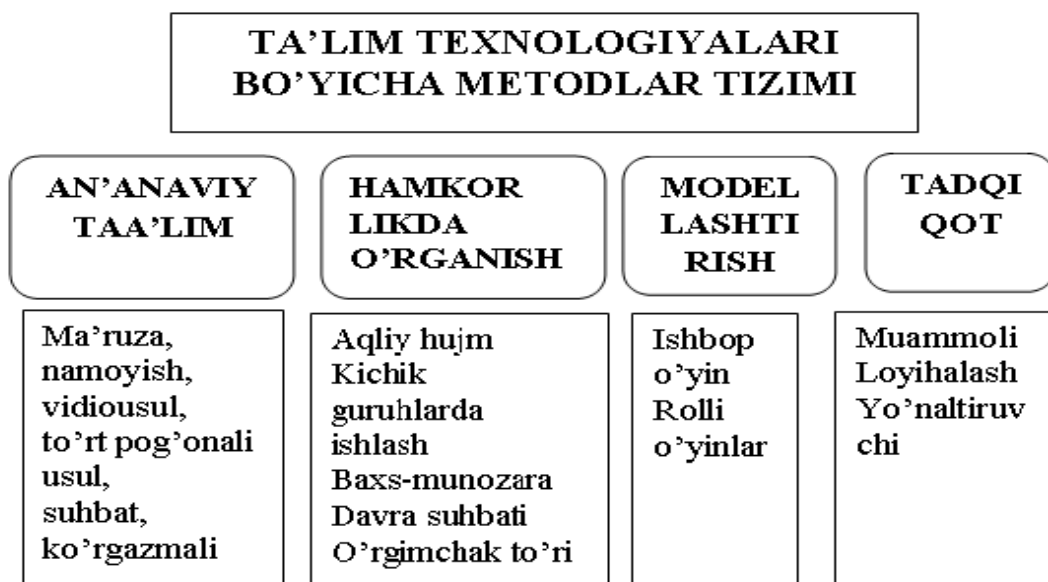 TA’LIM TEXNOLOGIYALARI
BO’YICHA METODLAR TIZIMI
AN’ANAVIY
TAA’LIM
HAMKOR
LIKDA
O’RGANISH
MODEL
LASHTI
RISH
TADQI
QOT
Ma’ruza,
namoyish,
vidiousul,
to’rt pog’onali
usul,
suhbat,
ko’rgazmali
Aqliy hujm
Kichik
guruhlarda
ishlash
Baxs-munozara
Davra suhbati
O’rgimchak to’ri
Ishbop
o’yin
Rolli
o’yinlar
Muammoli
Loyihalash
Yo’naltiruv
chi